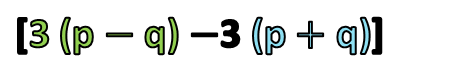 [3 (p – q) –3 (p + q)]